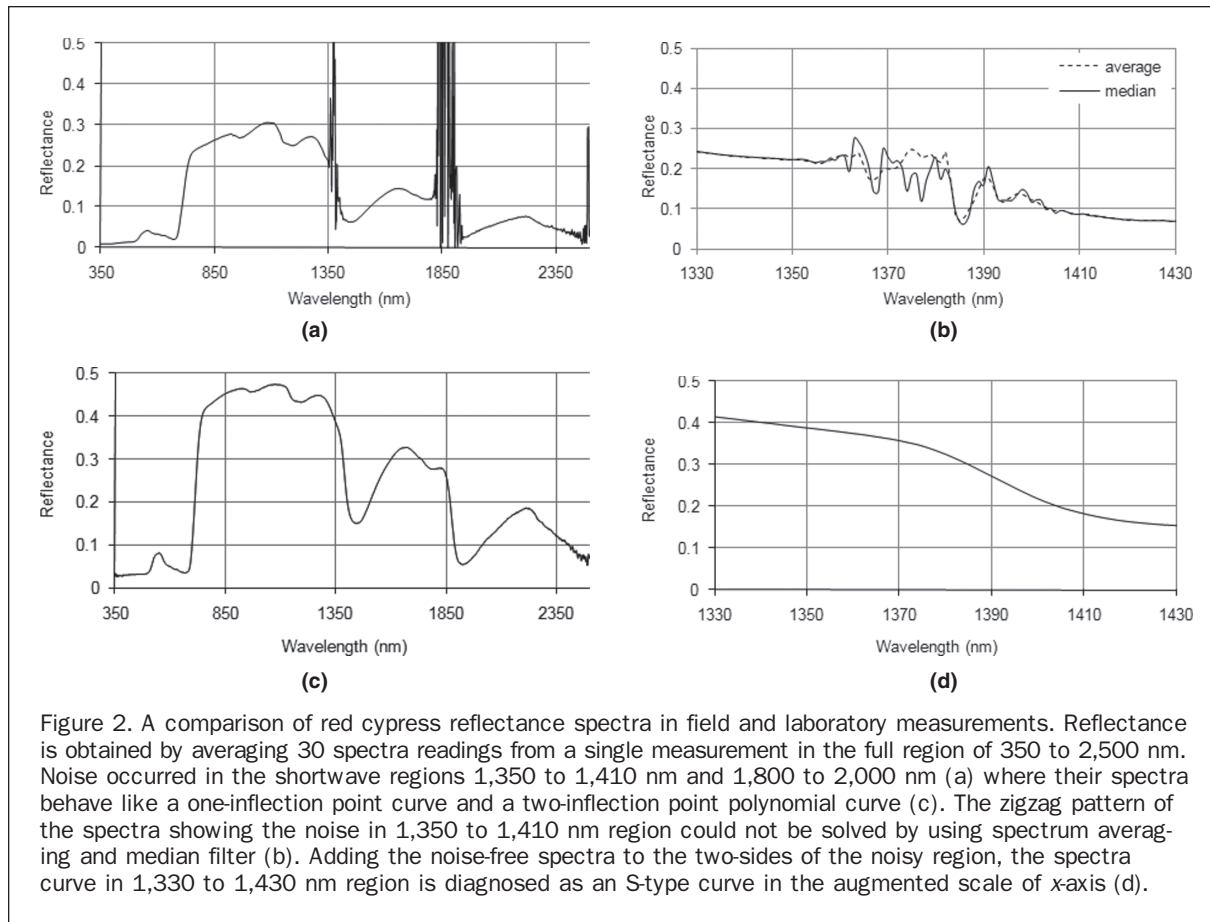 0.5
0.4
0.3
0.2
0.1
0
Reflectance
350 850 1350 1850 2350
Wavelength (nm)
(a)
0.5
0.4
0.3
0.2
0.1
0
Reflectance
average
median
1330 1350 1370 1390 1410 1430
Wavelength (nm)
(b)
0.5
0.4
0.3
0.2
0.1
0
Reflectance
350 850 1350 1850 2350
Wavelength (nm)
(c)
0.5
0.4
0.3
0.2
0.1
0
Reflectance
1330 1350 1370 1390 1410 1430
Wavelength (nm)
(d)
Figure 2. A comparison of red cypress reflectance spectra in field and laboratory measurements. Reflectance
is obtained by averaging 30 spectra readings from a single measurement in the full region of 350 to 2,500 nm.
Noise occurred in the shortwave regions 1,350 to 1,410 nm and 1,800 to 2,000 nm (a) where their spectra
behave like a one-inflection point curve and a two-inflection point polynomial curve (c). The zigzag pattern of
the spectra showing the noise in 1,350 to 1,410 nm region could not be solved by using spectrum averag-
ing and median filter (b). Adding the noise-free spectra to the two-sides of the noisy region, the spectra
curve in 1,330 to 1,430 nm region is diagnosed as an S-type curve in the augmented scale of x-axis (d).